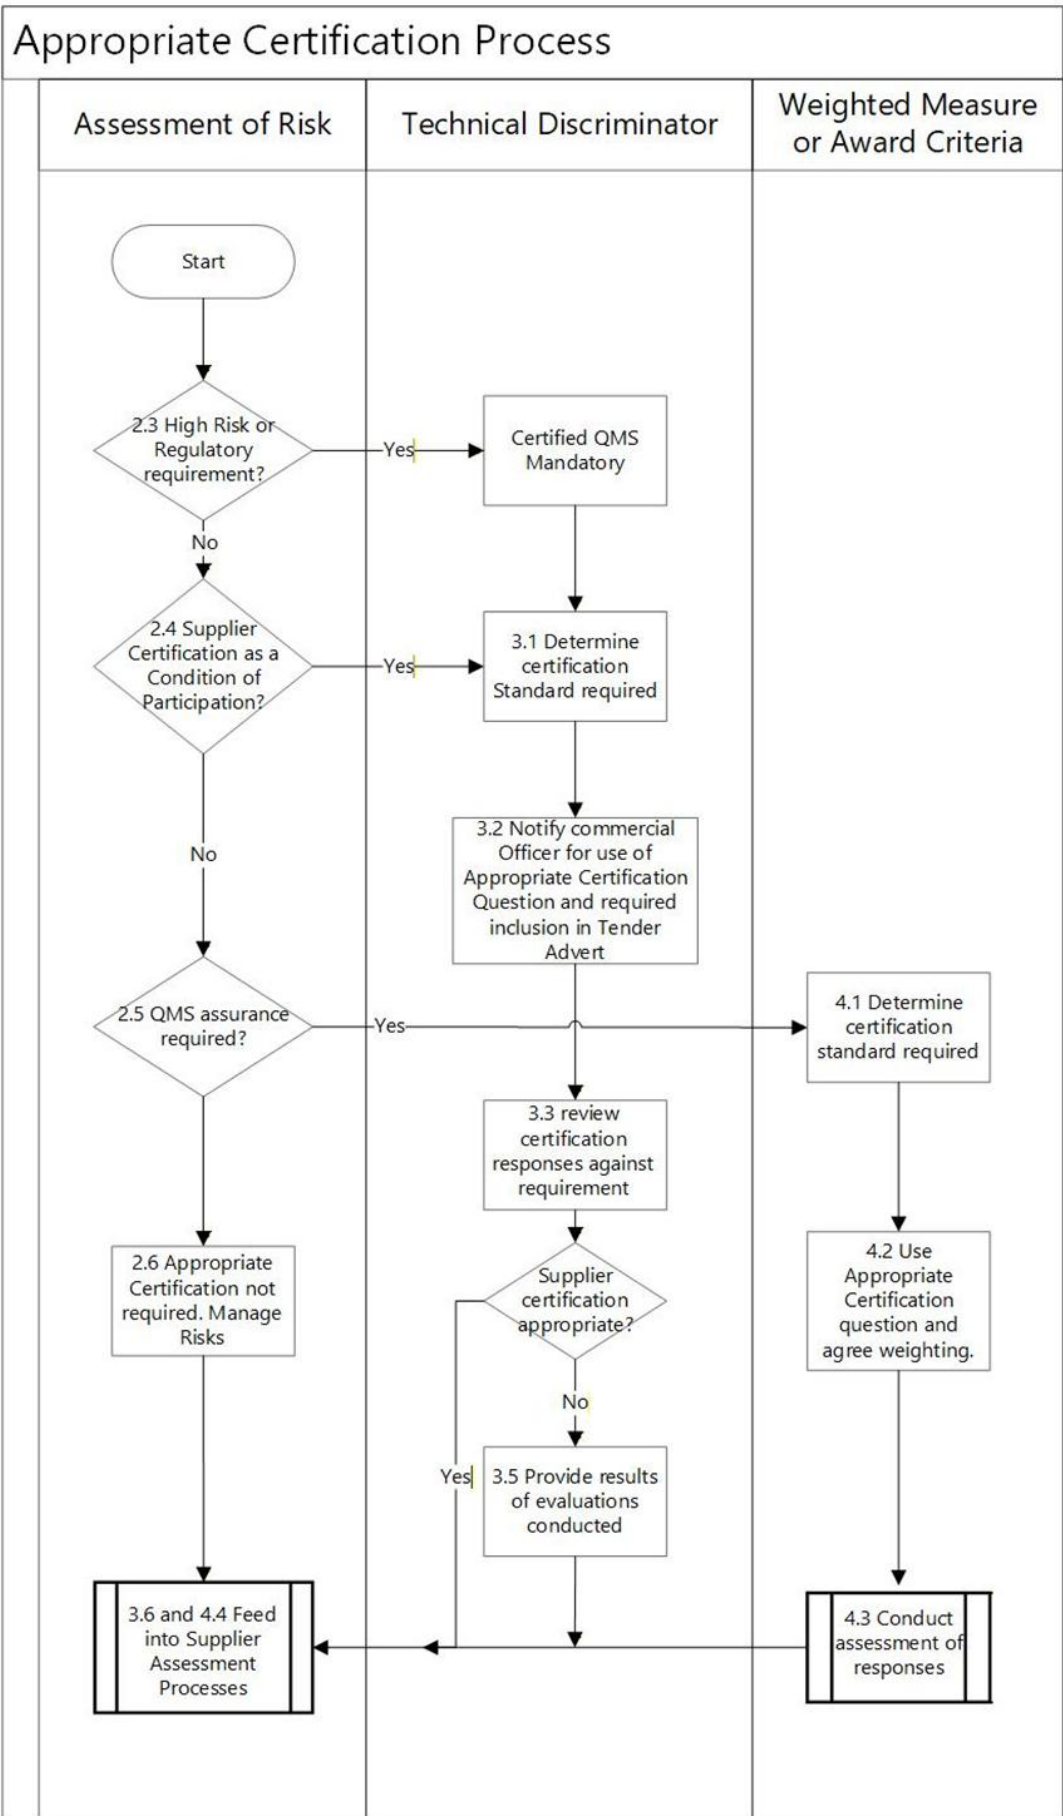 Appropriate Certification Process
Assessment of Risk
Technical Discriminator
Weighted Measure
or Award Criteria
Start
2.3 High Risk or
Regulatory
requirement?
Yes
Certified QMS
Mandatory
No
2.4 Supplier
Certification as a
Condition of
Participation?
Yes
3.1 Determine
certification
Standard required
No
3.2 Notify commercial
Officer for use of
Appropriate Certification
Question and required
inclusion in Tender
Advert
2.5 QMS assurance
required?
Yes
4.1 Determine
certification
standard required
3.3 review
certification
responses against
requirement
2.6 Appropriate
Certification not
required. Manage
Risks
Supplier
certification
appropriate?
4.2 Use
Appropriate
Certification
question and
agree weighting.
No
Yes
3.5 Provide results
of evaluations
conducted
3.6 and 4.4 Feed
into Supplier
Assessment
Processes
4.3 Conduct
assessment of
responses